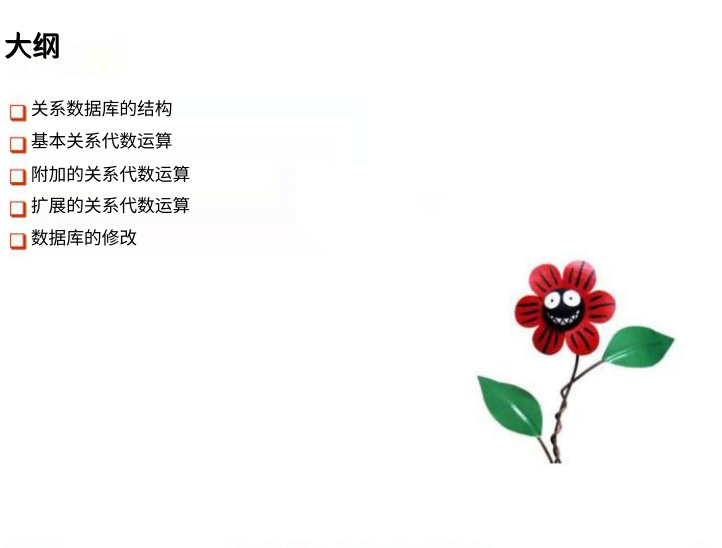 大纲
关系数据库的结构
基本关系代数运算
附加的关系代数运算
扩展的关系代数运算
数据库的修改